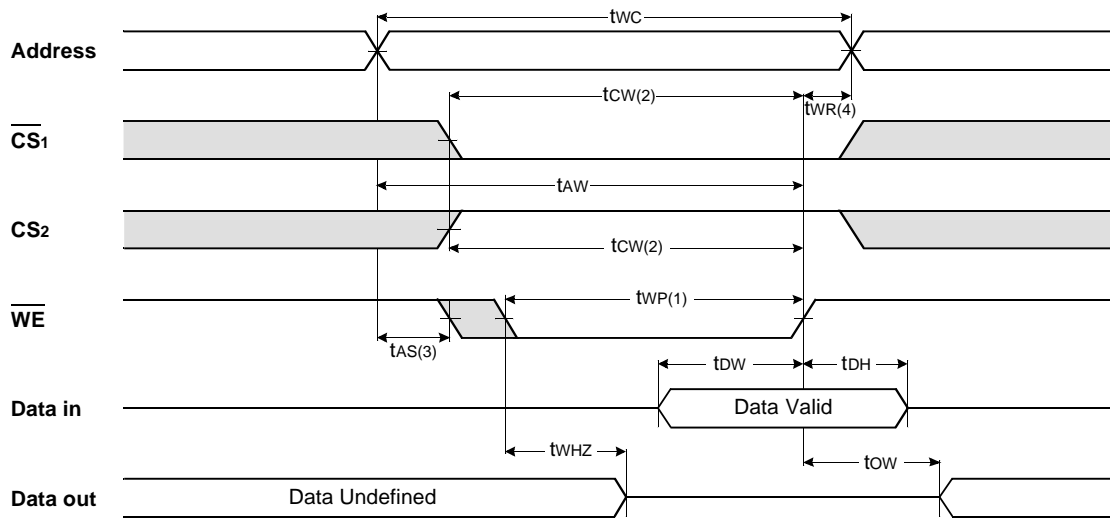 tWC
Address
tCW(2)
tWR(4)
CS1
tAW
CS2
tCW(2)
WE
tWP(1)
tAS(3)
tDW
tDH
Data in
Data Valid
tWHZ
tOW
Data out
Data Undefined